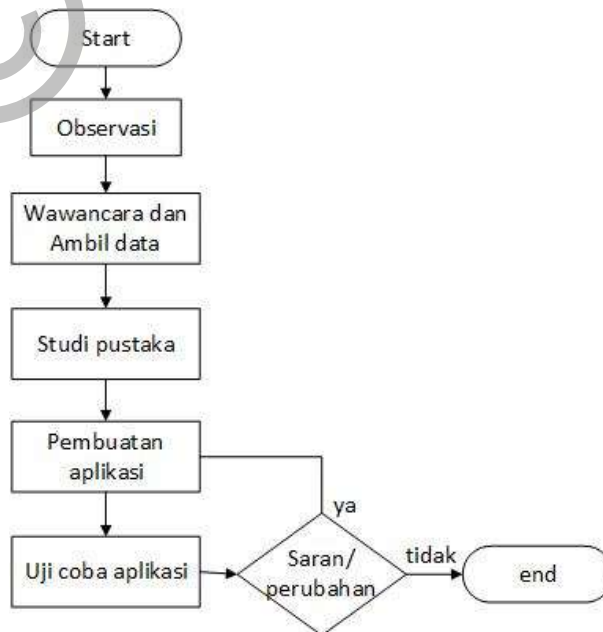 Start
Observasi
Wawancara dan
Ambil data
Studi pustaka
Pembuatan
aplikasi
ya
Uji coba aplikasi
Saran/
perubahan
tidak
end